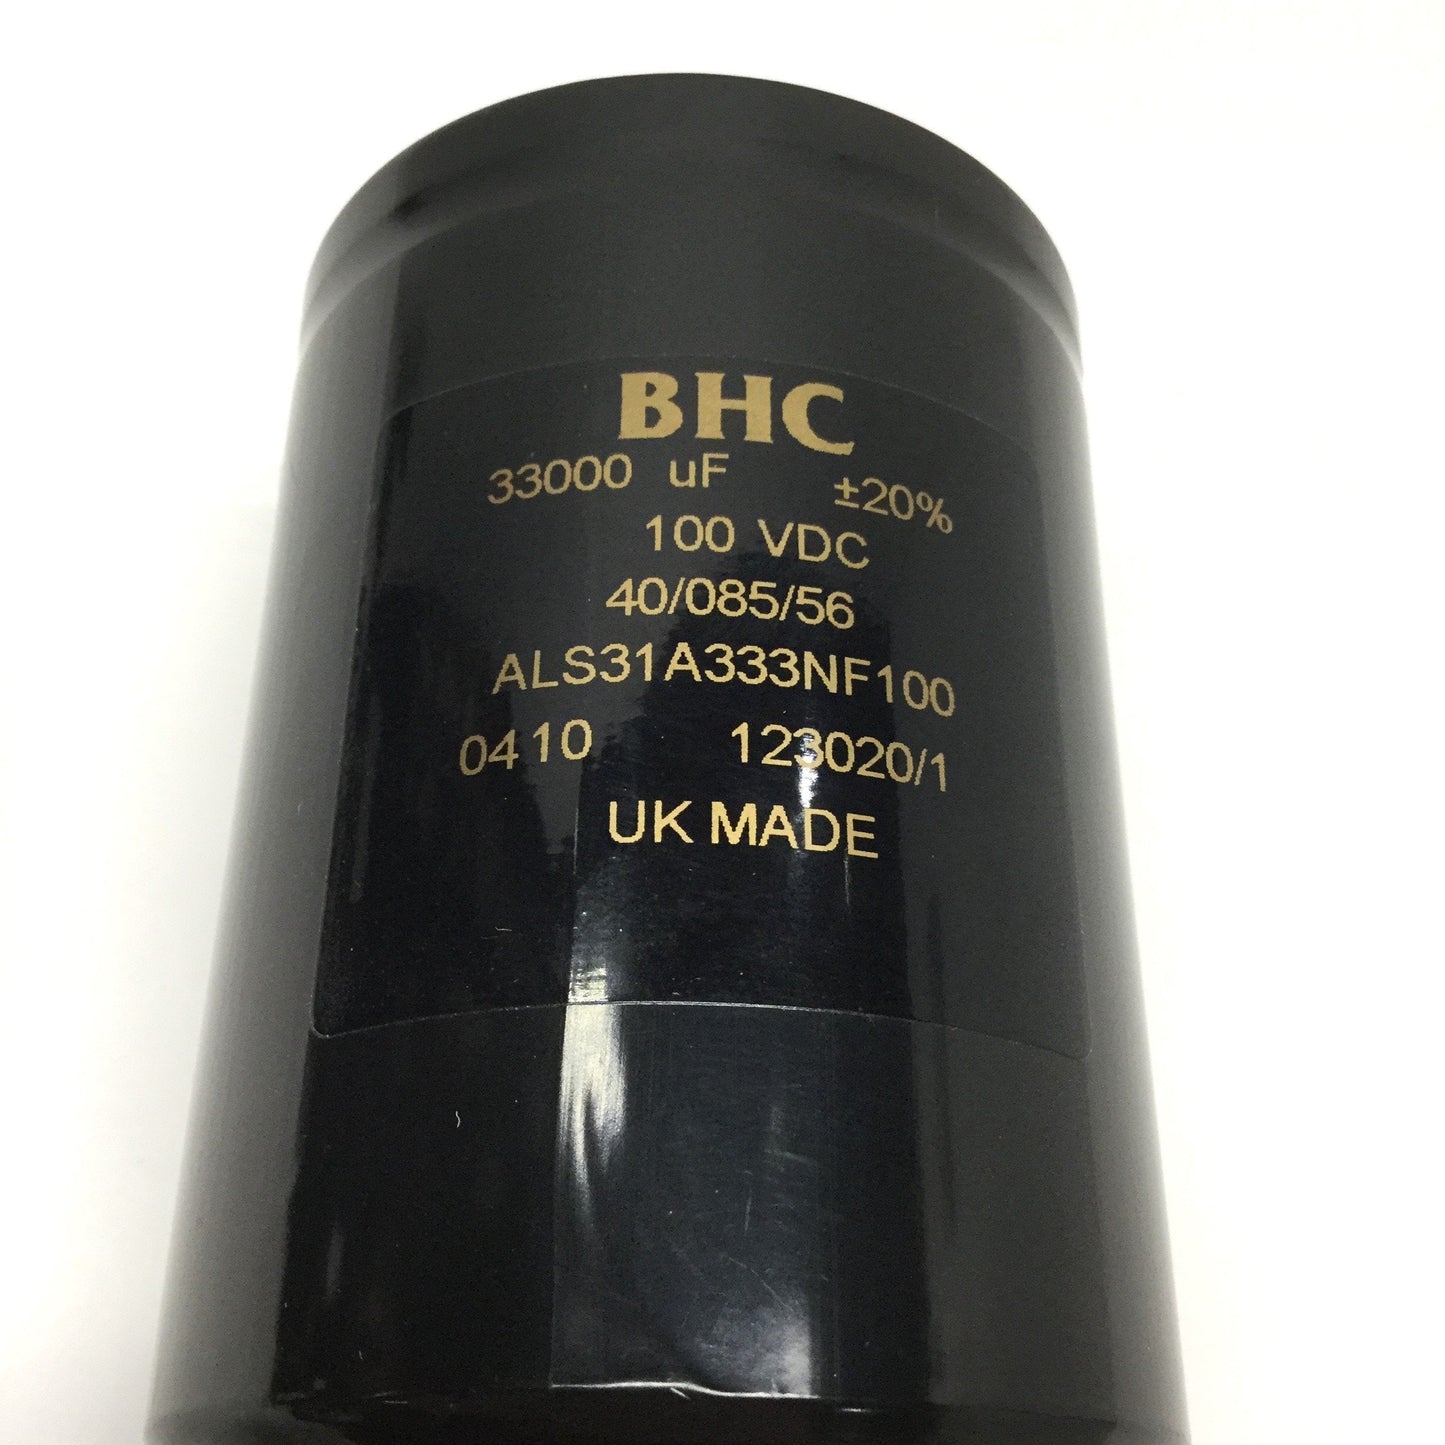 BHC
33000 uF ±20%
100 VDC
40/085/56
ALS31A333NF100
0410 123020/1
UK MADE